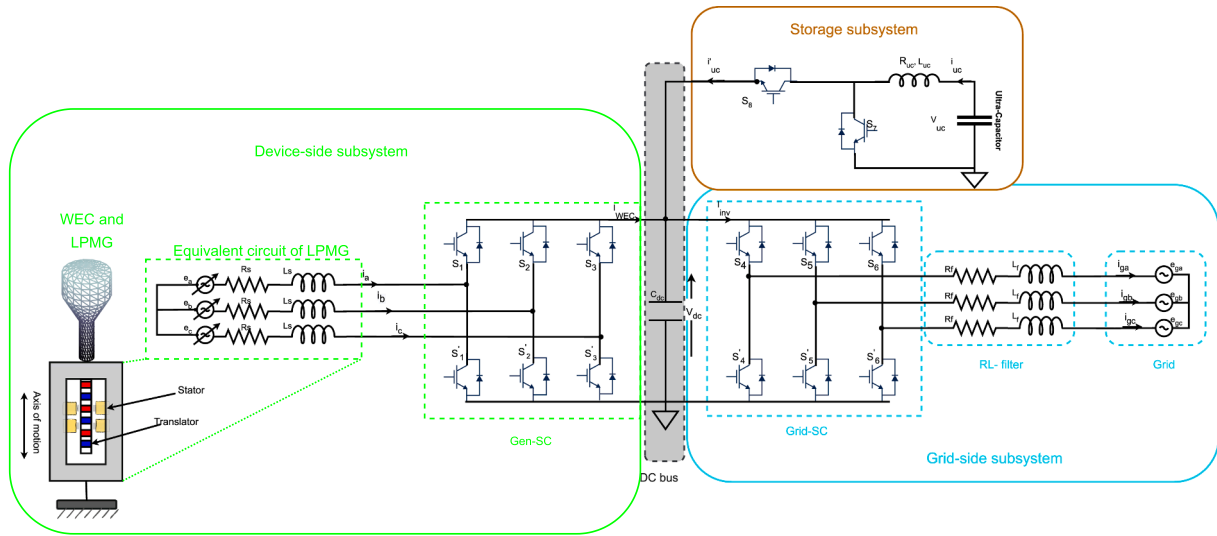 Storage subsystem
i'uc
Ruc, Luc
iuc
S8
S7
Vuc
Ultra-Capacitor
Device-side subsystem
WEC and
LPMG
Equivalent circuit of LPMG
ea
Rs
Ls
ia
eb
Rs
Ls
ib
ec
Rs
Ls
ic
iWEC
iinv
S1
S2
S3
S'1
S'2
S'3
Gen-SC
Cdc
Vdc
DC bus
S4
S5
S6
S'4
S'5
S'6
Grid-SC
Rf
Lf
iga
ega
Rf
Lf
igb
egb
Rf
Lf
igc
egc
RL- filter
Grid
Grid-side subsystem
Axis of motion
Stator
Translator